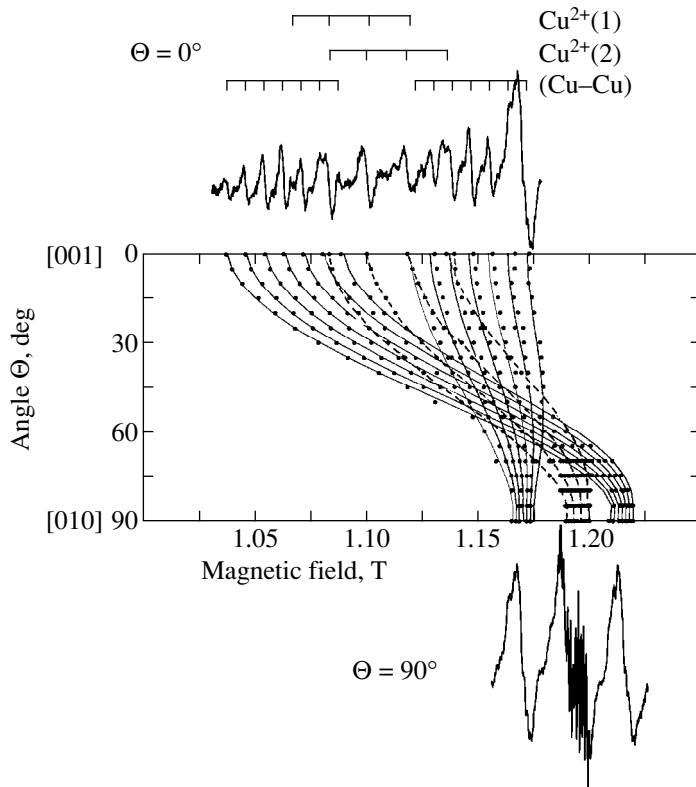 Cu²⁺(1)
Θ = 0°
Cu²⁺(2)
(Cu–Cu)
[001] 0
30
60
[010] 90
Angle Θ, deg
1.05 1.10 1.15 1.20
Magnetic field, T
Θ = 90°